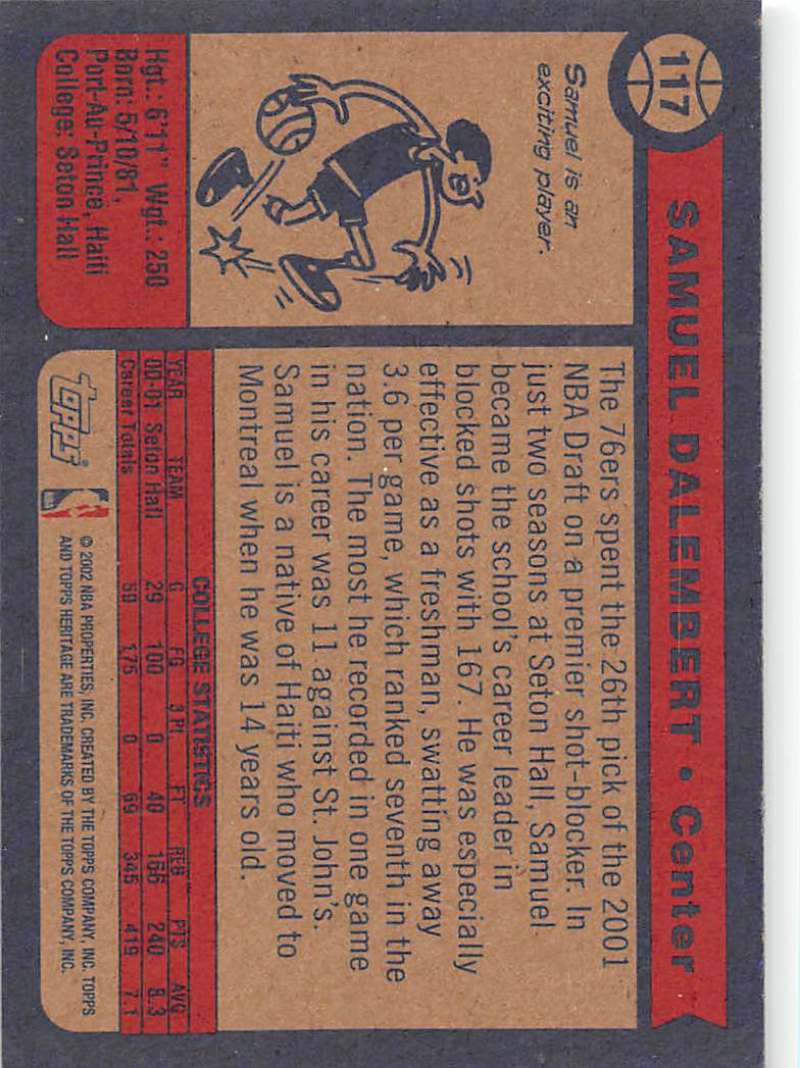 117
SAMUEL DALEMBERT • Center
Samuel is an
exciting player.
Hgt.: 6'11" Wgt.: 250
Born: 5/10/81,
Port-Au-Prince, Haiti
College: Seton Hall
The 76ers spent the 26th pick of the 2001
NBA Draft on a premier shot-blocker. In
just two seasons at Seton Hall, Samuel
became the school's career leader in
blocked shots with 167. He was especially
effective as a freshman, swatting away
3.6 per game, which ranked seventh in the
nation. The most he recorded in one game
in his career was 11 against St. John's.
Samuel is a native of Haiti who moved to
Montreal when he was 14 years old.
COLLEGE STATISTICS
YEAR TEAM G FG 3 Pt FT REB PTS AVG
00-01 Seton Hall 29 100 0 40 166 240 8.3
Career Totals 59 175 0 69 345 419 7.1
topps®
© 2002 NBA PROPERTIES, INC. CREATED BY THE TOPPS COMPANY, INC. TOPPS
AND TOPPS HERITAGE ARE TRADEMARKS OF THE TOPPS COMPANY, INC.